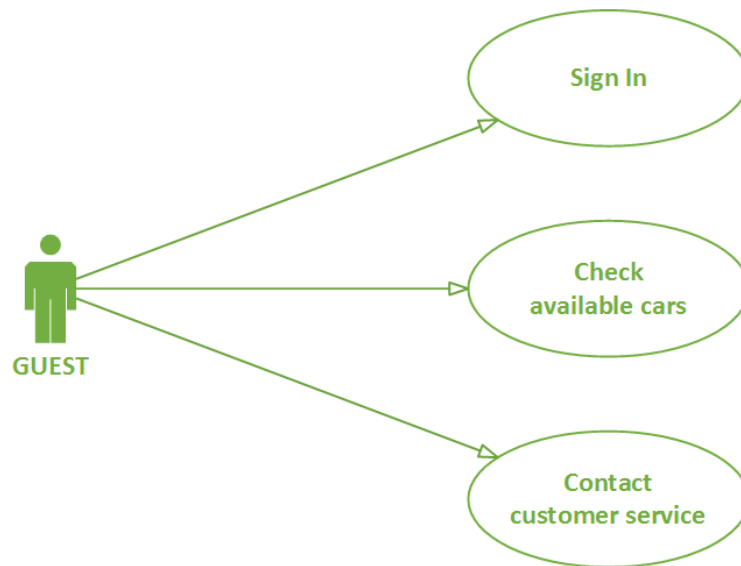 Sign In
Check
available cars
GUEST
Contact
customer service